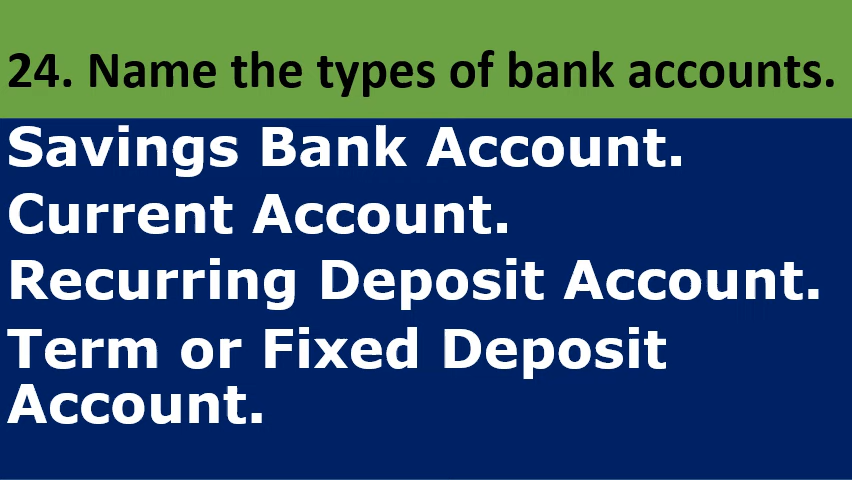 24. Name the types of bank accounts.
Savings Bank Account.
Current Account.
Recurring Deposit Account.
Term or Fixed Deposit
Account.